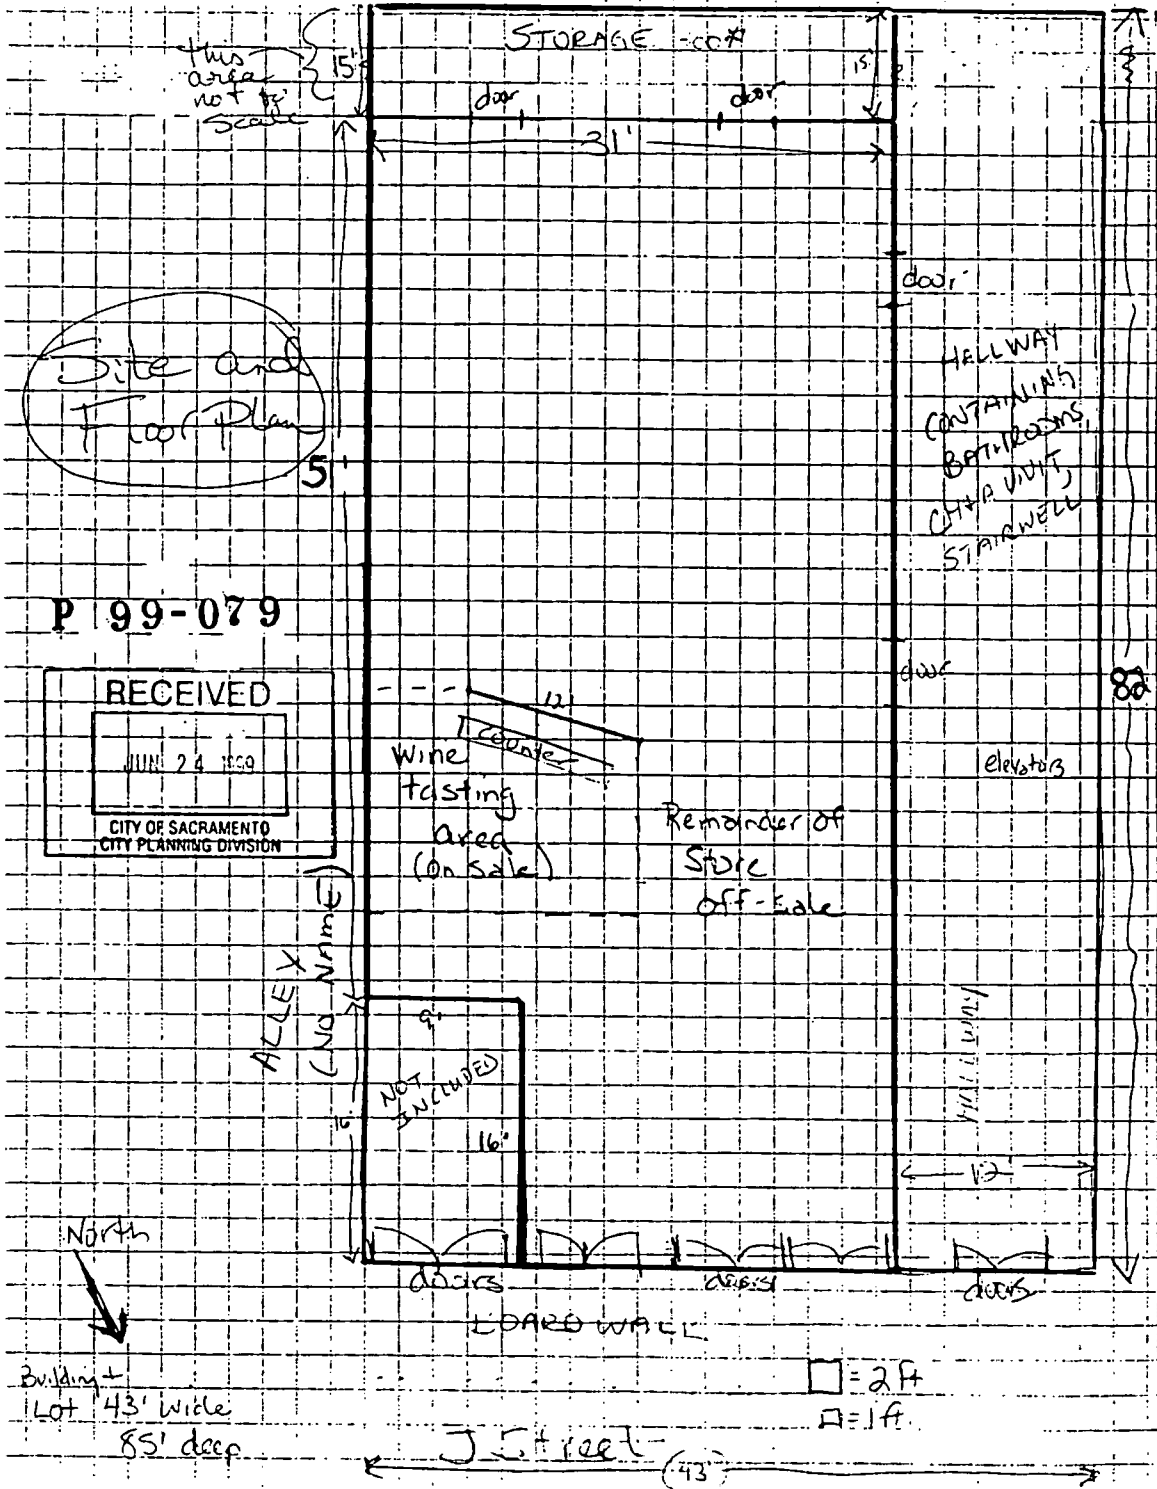 STORAGE
this
area
not to
scale
15'
15'
door
door
31'
door
Site and
Floor Plan
5'
HALLWAY
CONTAINING
BATHROOMS,
CH+A UNIT,
STAIRWELL
P 99-079
RECEIVED
JUN 24 1999
CITY OF SACRAMENTO
CITY PLANNING DIVISION
82
door
12'
counter
elevators
Wine
tasting
area
(On Sale)
Remainder of
Store
off-sale
ALLEY
(NO NAME)
9'
NOT
INCLUDED
16'
16'
12'
North
doors
doors
doors
BOARD WALL
Building +
Lot 43' wide
85' deep
= 2 ft
= 1 ft
J Street
43'